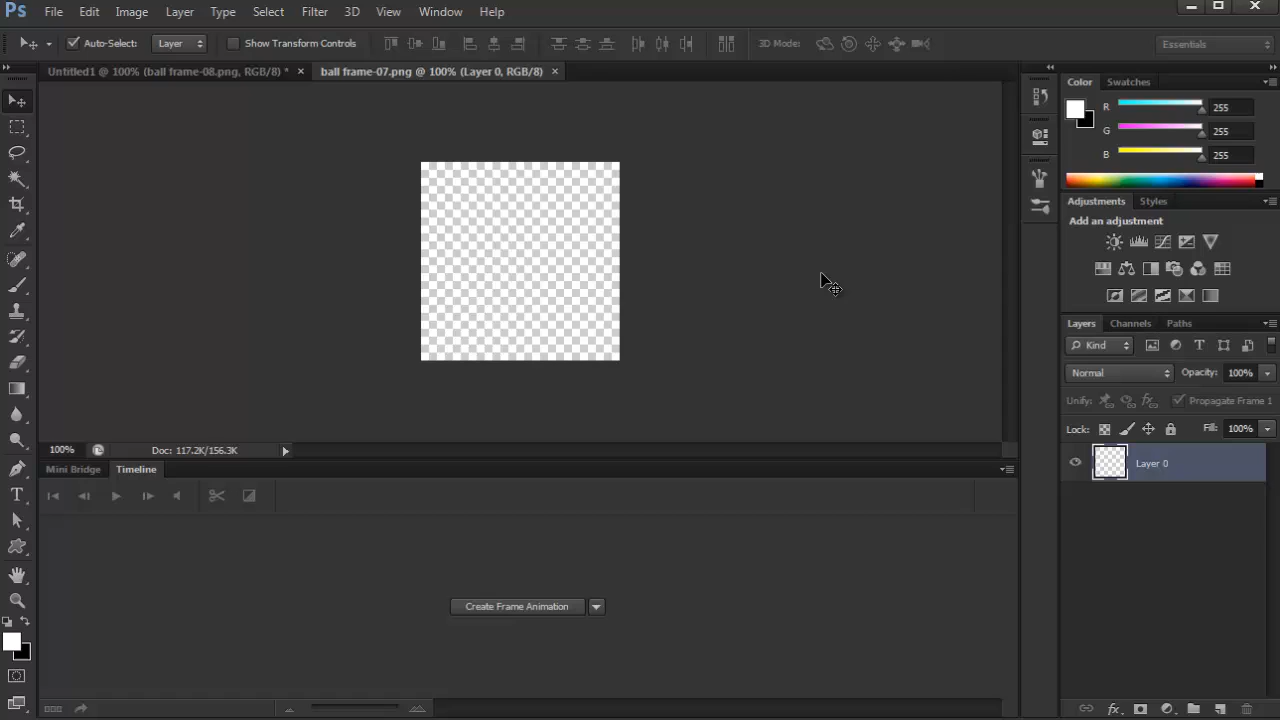 Ps File Edit Image Layer Type Select Filter 3D View Window Help
Auto-Select: Layer Show Transform Controls 3D Mode: Essentials
Untitled1 @ 100% (ball frame-08.png, RGB/8) * × ball frame-07.png @ 100% (Layer 0, RGB/8) ×
Color Swatches
R 255
G 255
B 255
Adjustments Styles
Add an adjustment
Layers Channels Paths
Kind
Normal Opacity: 100%
Unify: Propagate Frame 1
Lock: Fill: 100%
Layer 0
100% Doc: 117.2K/156.3K
Mini Bridge Timeline
Create Frame Animation